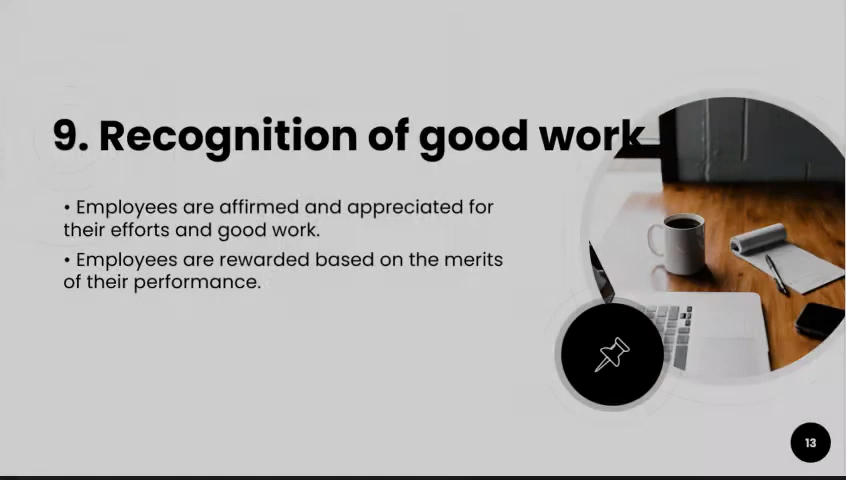 9. Recognition of good work
• Employees are affirmed and appreciated for
their efforts and good work.
• Employees are rewarded based on the merits
of their performance.
13